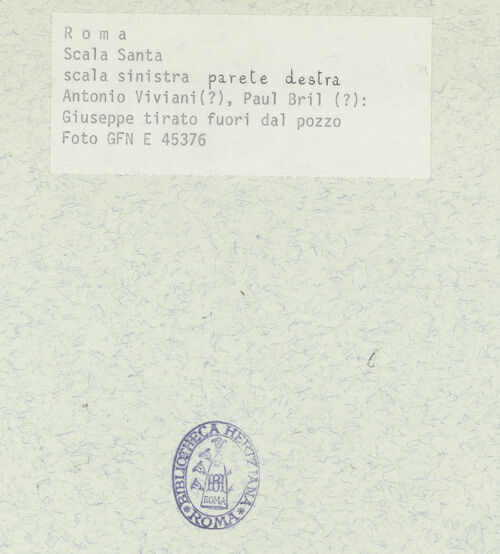 R o m a
Scala Santa
scala sinistra parete destra
Antonio Viviani(?), Paul Bril (?):
Giuseppe tirato fuori dal pozzo
Foto GFN E 45376
BIBLIOTHECA HERTZIANA
BH
ROMA
* ROMA *